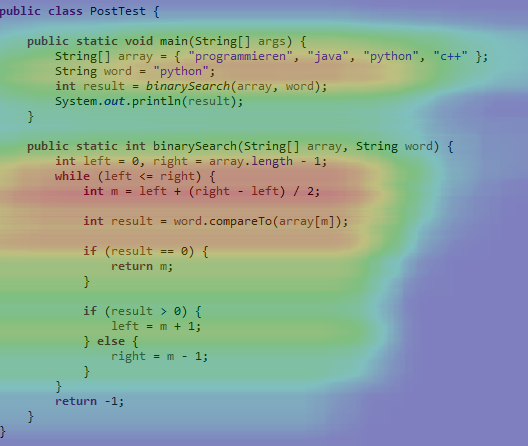 public class PostTest {
public static void main(String[] args) {
String[] array = { "programmieren", "java", "python", "c++" };
String word = "python";
int result = binarySearch(array, word);
System.out.println(result);
}
public static int binarySearch(String[] array, String word) {
int left = 0, right = array.length - 1;
while (left <= right) {
int m = left + (right - left) / 2;
int result = word.compareTo(array[m]);
if (result == 0) {
return m;
}
if (result > 0) {
left = m + 1;
} else {
right = m - 1;
}
}
return -1;
}
}